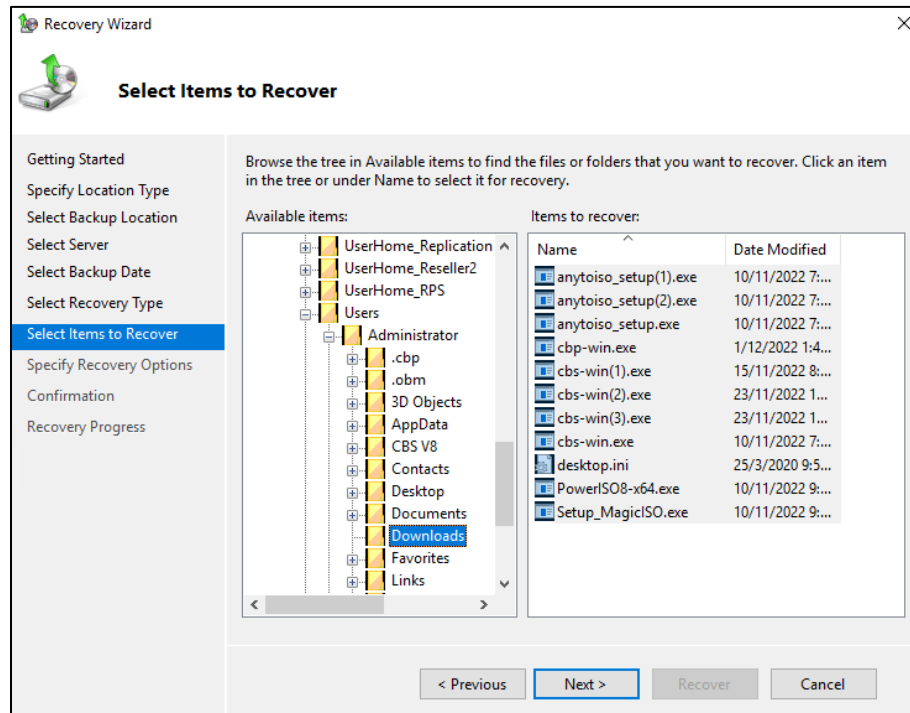 Recovery Wizard
Select Items to Recover
Getting Started
Specify Location Type
Select Backup Location
Select Server
Select Backup Date
Select Recovery Type
Select Items to Recover
Specify Recovery Options
Confirmation
Recovery Progress
Browse the tree in Available items to find the files or folders that you want to recover. Click an item
in the tree or under Name to select it for recovery.
Available items:
UserHome_Replication
UserHome_Reseller2
UserHome_RPS
Users
Administrator
.cbp
.obm
3D Objects
AppData
CBS V8
Contacts
Desktop
Documents
Downloads
Favorites
Links
Items to recover:
Name Date Modified
anytoiso_setup(1).exe 10/11/2022 7:...
anytoiso_setup(2).exe 10/11/2022 7:...
anytoiso_setup.exe 10/11/2022 7:...
cbp-win.exe 1/12/2022 1:4...
cbs-win(1).exe 15/11/2022 8:...
cbs-win(2).exe 23/11/2022 1...
cbs-win(3).exe 23/11/2022 1...
cbs-win.exe 10/11/2022 7:...
desktop.ini 25/3/2020 9:5...
PowerISO8-x64.exe 10/11/2022 9:...
Setup_MagicISO.exe 10/11/2022 9:...
< Previous Next > Recover Cancel